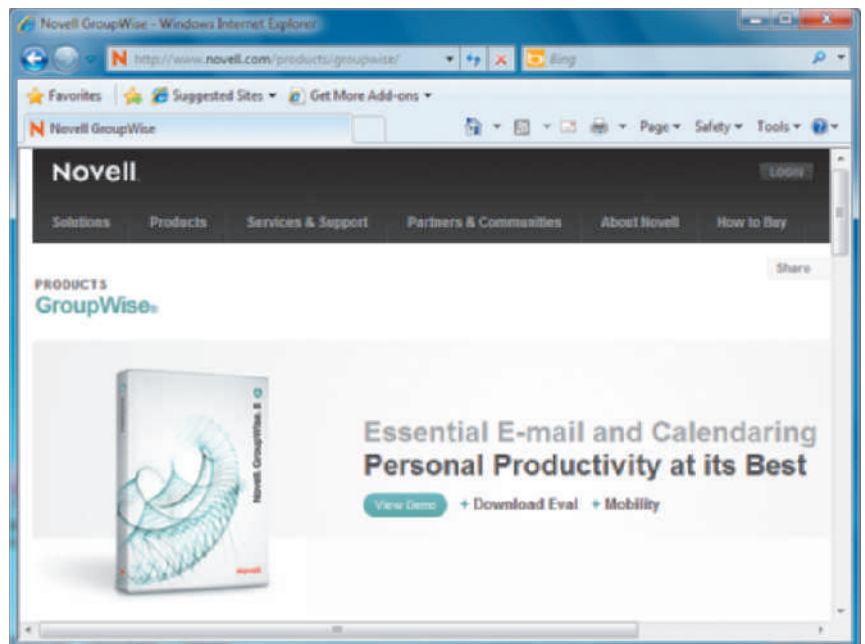 Novell GroupWise - Windows Internet Explorer
N http://www.novell.com/products/groupwise/ Bing
Favorites Suggested Sites Get More Add-ons
N Novell GroupWise Page Safety Tools
Novell LOGIN
Solutions Products Services & Support Partners & Communities About Novell How to Buy
Share
PRODUCTS
GroupWise®
Novell GroupWise 8
Novell
Essential E-mail and Calendaring
Personal Productivity at its Best
View Demo + Download Eval + Mobility